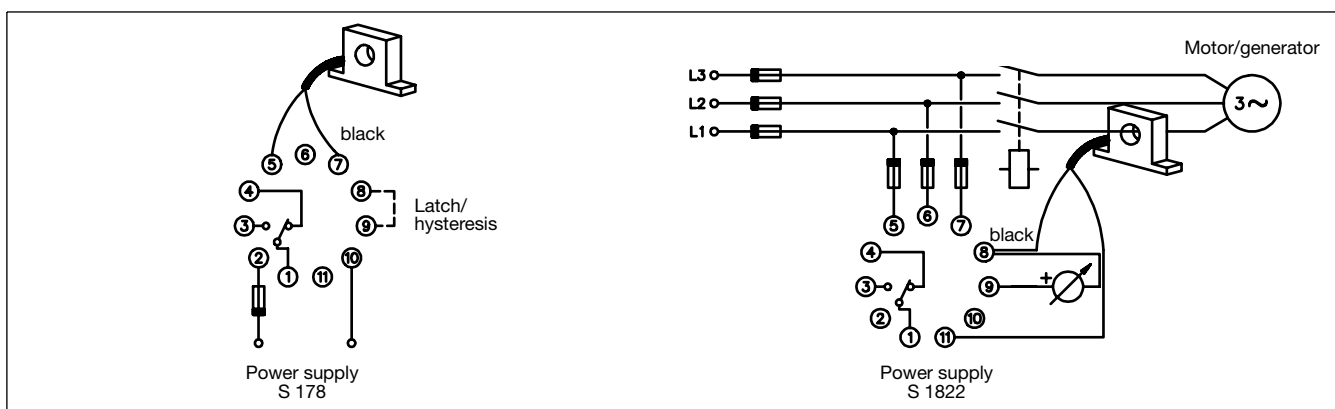 black
5
6
7
4
8
3
9
Latch/
hysteresis
2
10
1
11
Power supply
S 178
Motor/generator
L3
L2
L1
3~
5
6
7
black
4
8
3
9
+
2
10
1
11
Power supply
S 1822